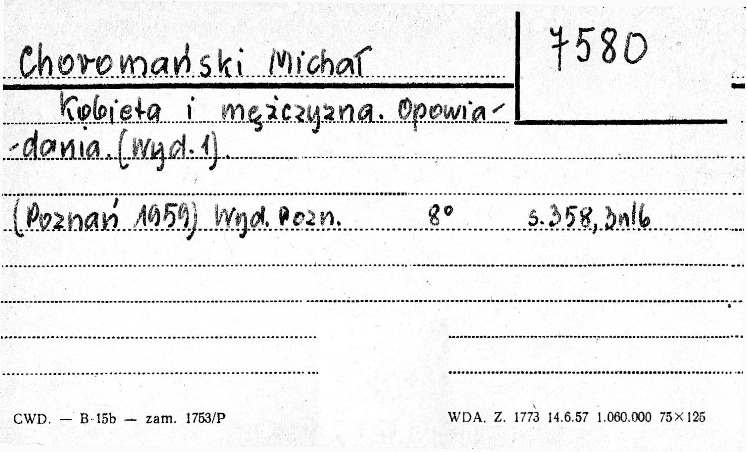 Choromański Michał
7580
Kobieta i mężczyzna. Opowia-
-dania. (Wyd. 1).
(Poznań 1959) Wyd. Pozn. 8° s. 358, 3nlb
CWD. — B-15b — zam. 1753/P
WDA. Z. 1773 14.6.57 1.060.000 75×125